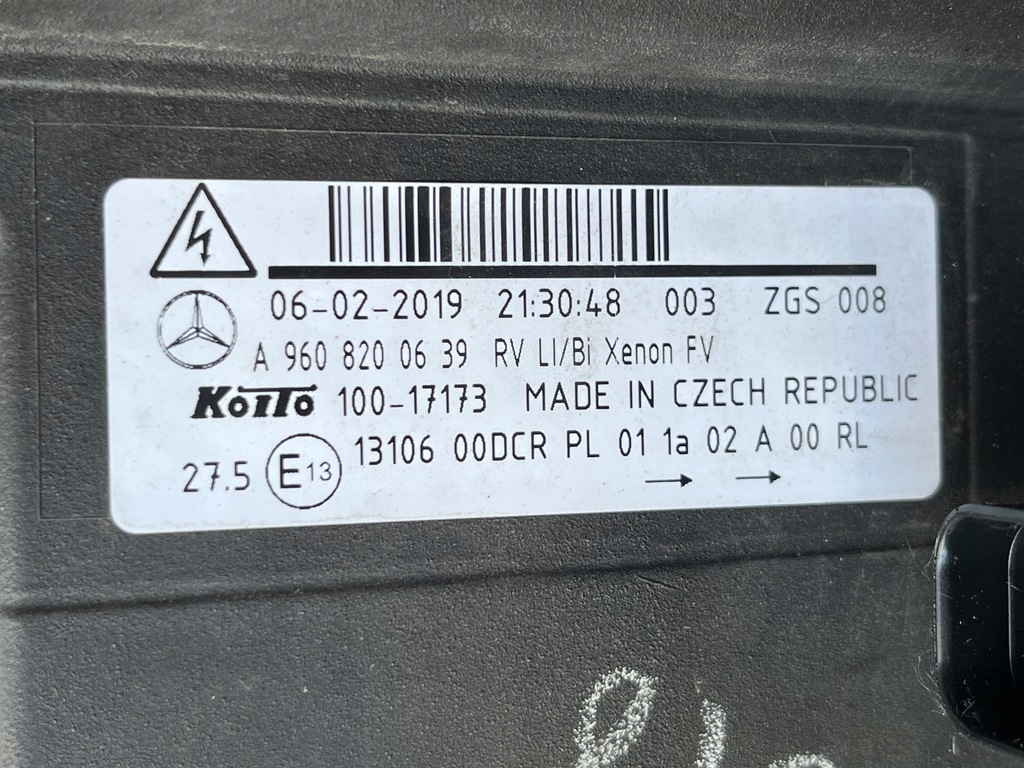 06-02-2019 21:30:48 003 ZGS 008
A 960 820 06 39 RV LI/Bi Xenon FV
KOITO 100-17173 MADE IN CZECH REPUBLIC
27.5 E13 13106 00DCR PL 01 1a 02 A 00 RL
→ →